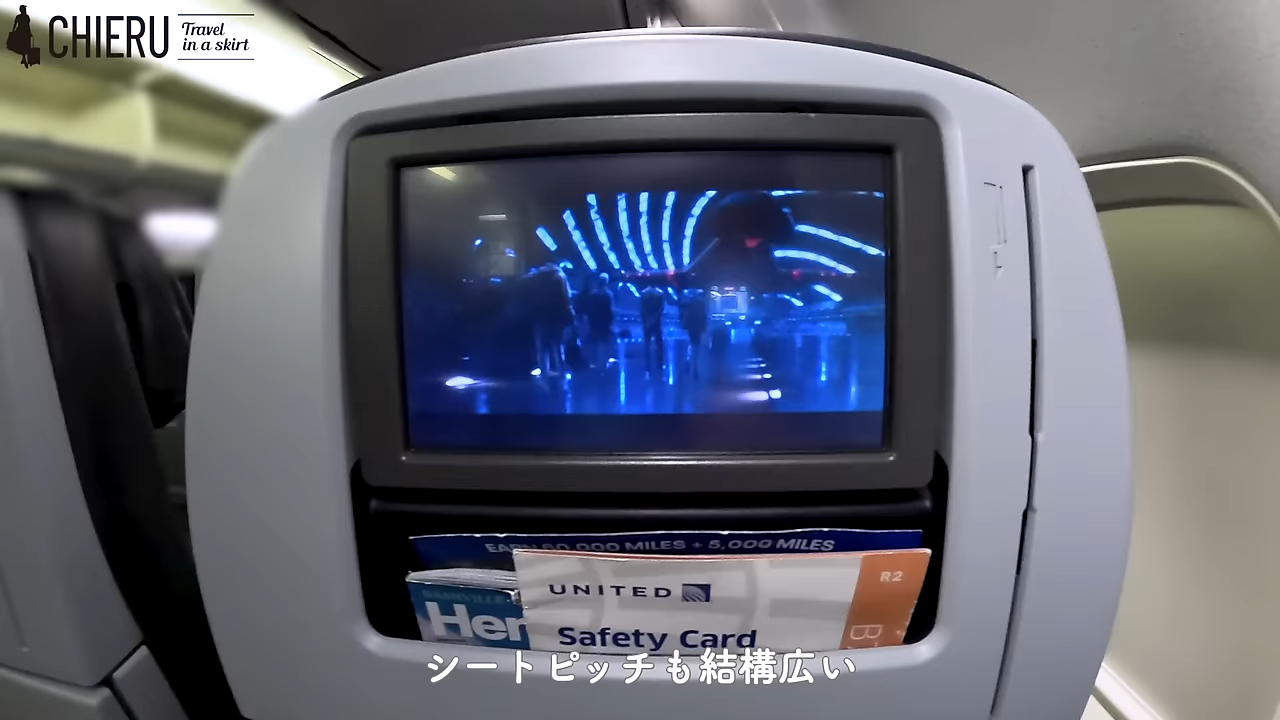 CHIERU
Travel
in a skirt
EARN 60,000 MILES + 5,000 MILES
UNITED
R2
Her
Safety Card
シートピッチも結構広い